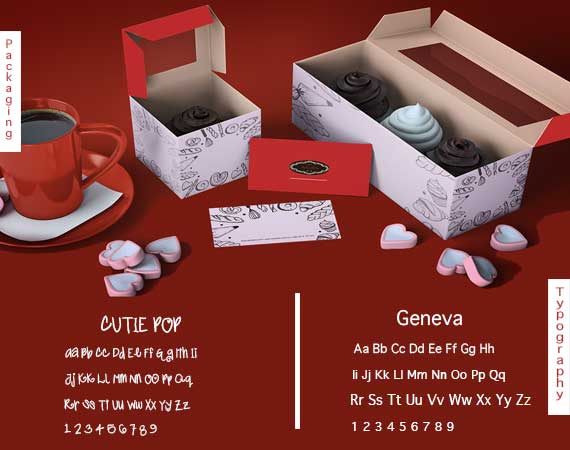 Packaging
CUTIE POP
Aa Bb Cc Dd Ee Ff Gg Hh Ii
Jj Kk Ll Mm Nn Oo Pp Qq
Rr Ss Tt Uu Vv Ww Xx Yy Zz
1 2 3 4 5 6 7 8 9
Geneva
Aa Bb Cc Dd Ee Ff Gg Hh
Ii Jj Kk Ll Mm Nn Oo Pp Qq
Rr Ss Tt Uu Vv Ww Xx Yy Zz
1 2 3 4 5 6 7 8 9
Typography